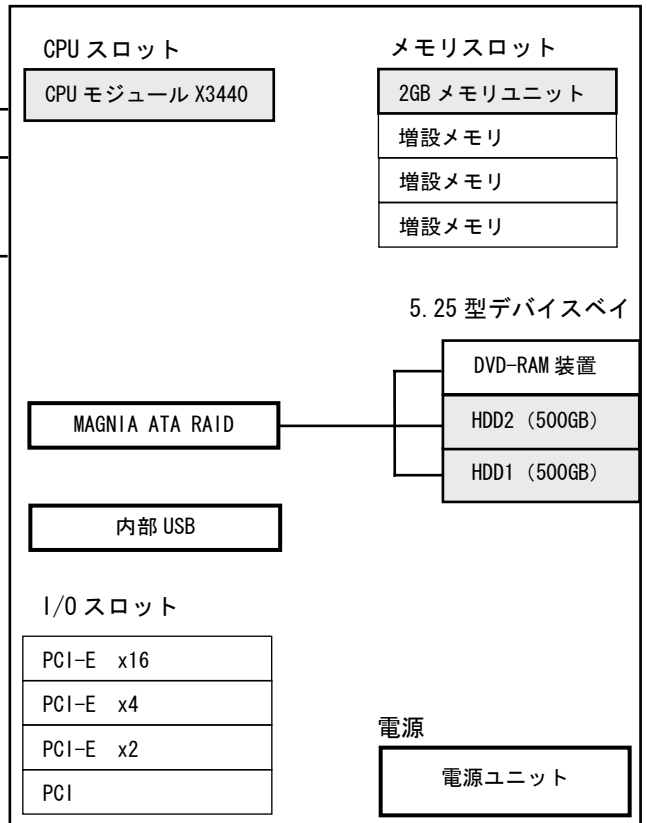 CPU スロット
CPU モジュール X3440
メモリスロット
2GB メモリユニット
増設メモリ
増設メモリ
増設メモリ
5.25 型デバイスベイ
DVD-RAM 装置
HDD2 (500GB)
HDD1 (500GB)
MAGNIA ATA RAID
内部 USB
I/O スロット
PCI-E x16
PCI-E x4
PCI-E x2
PCI
電源
電源ユニット